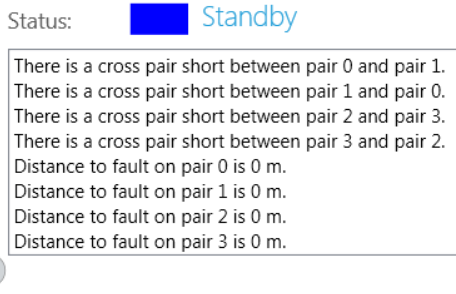 Status: Standby
There is a cross pair short between pair 0 and pair 1.
There is a cross pair short between pair 1 and pair 0.
There is a cross pair short between pair 2 and pair 3.
There is a cross pair short between pair 3 and pair 2.
Distance to fault on pair 0 is 0 m.
Distance to fault on pair 1 is 0 m.
Distance to fault on pair 2 is 0 m.
Distance to fault on pair 3 is 0 m.